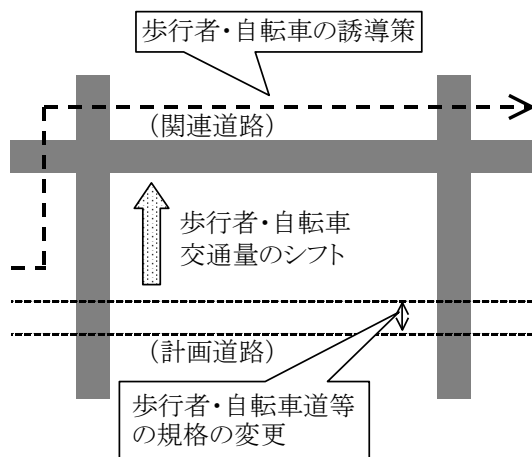 歩行者・自転車の誘導策
（関連道路）
歩行者・自転車
交通量のシフト
（計画道路）
歩行者・自転車道等
の規格の変更